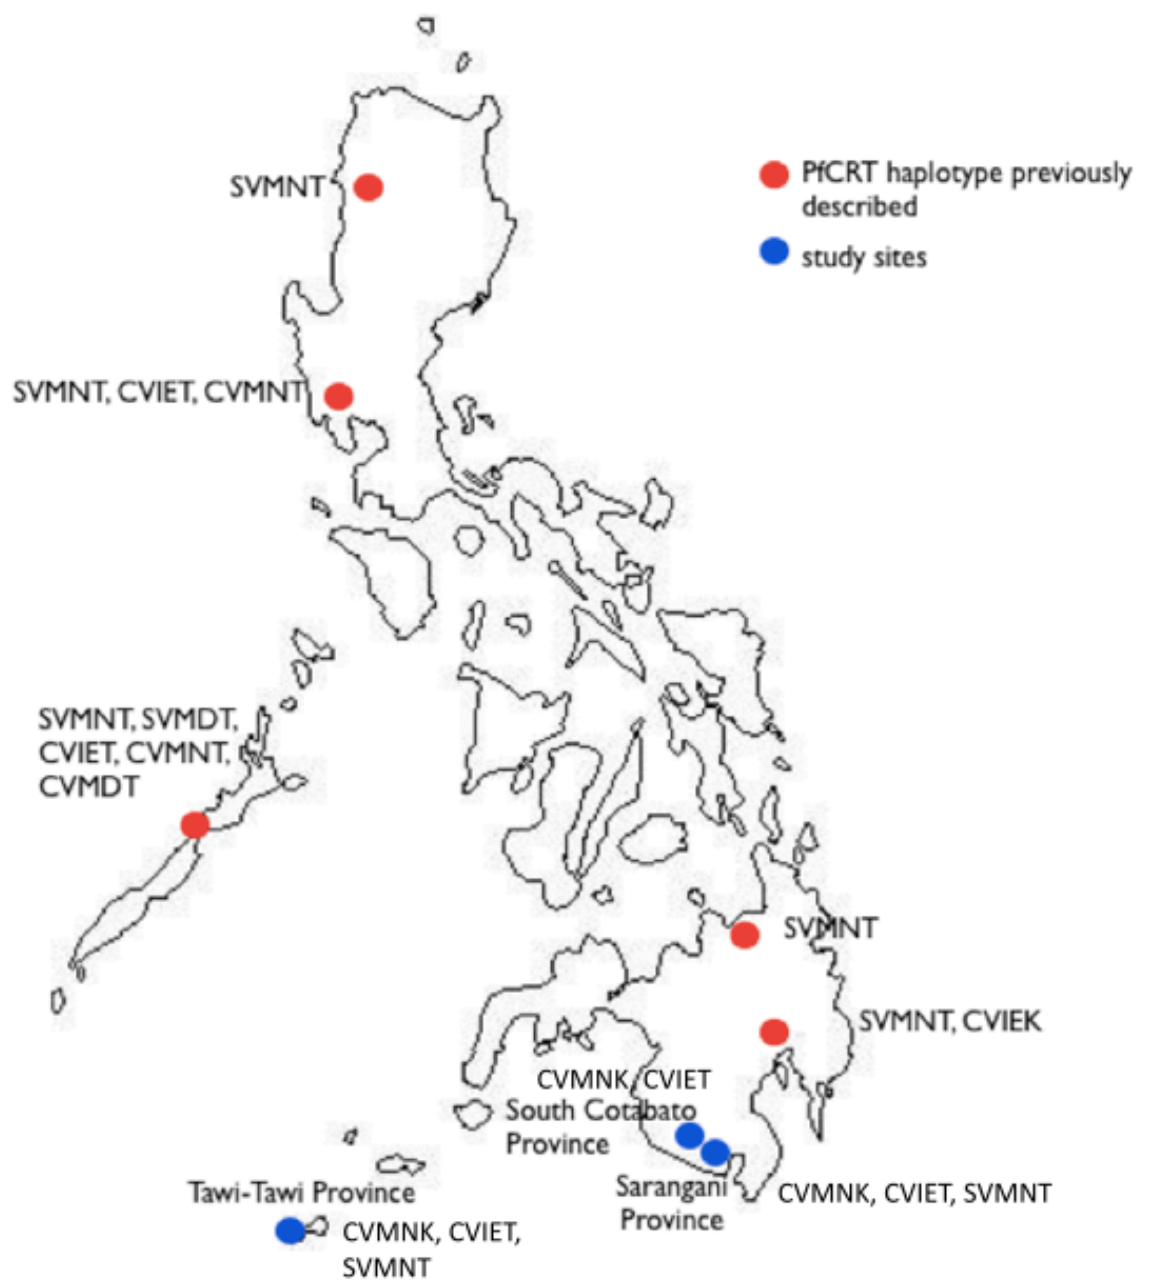 SVMNT
PfCRT haplotype previously
described
study sites
SVMNT, CVIET, CVMNT
SVMNT, SVMDT,
CVIET, CVMNT,
CVMDT
SVMNT
SVMNT, CVIEK
CVMNK, CVIET
South Cotabato
Province
Sarangani
Province
CVMNK, CVIET, SVMNT
Tawi-Tawi Province
CVMNK, CVIET,
SVMNT